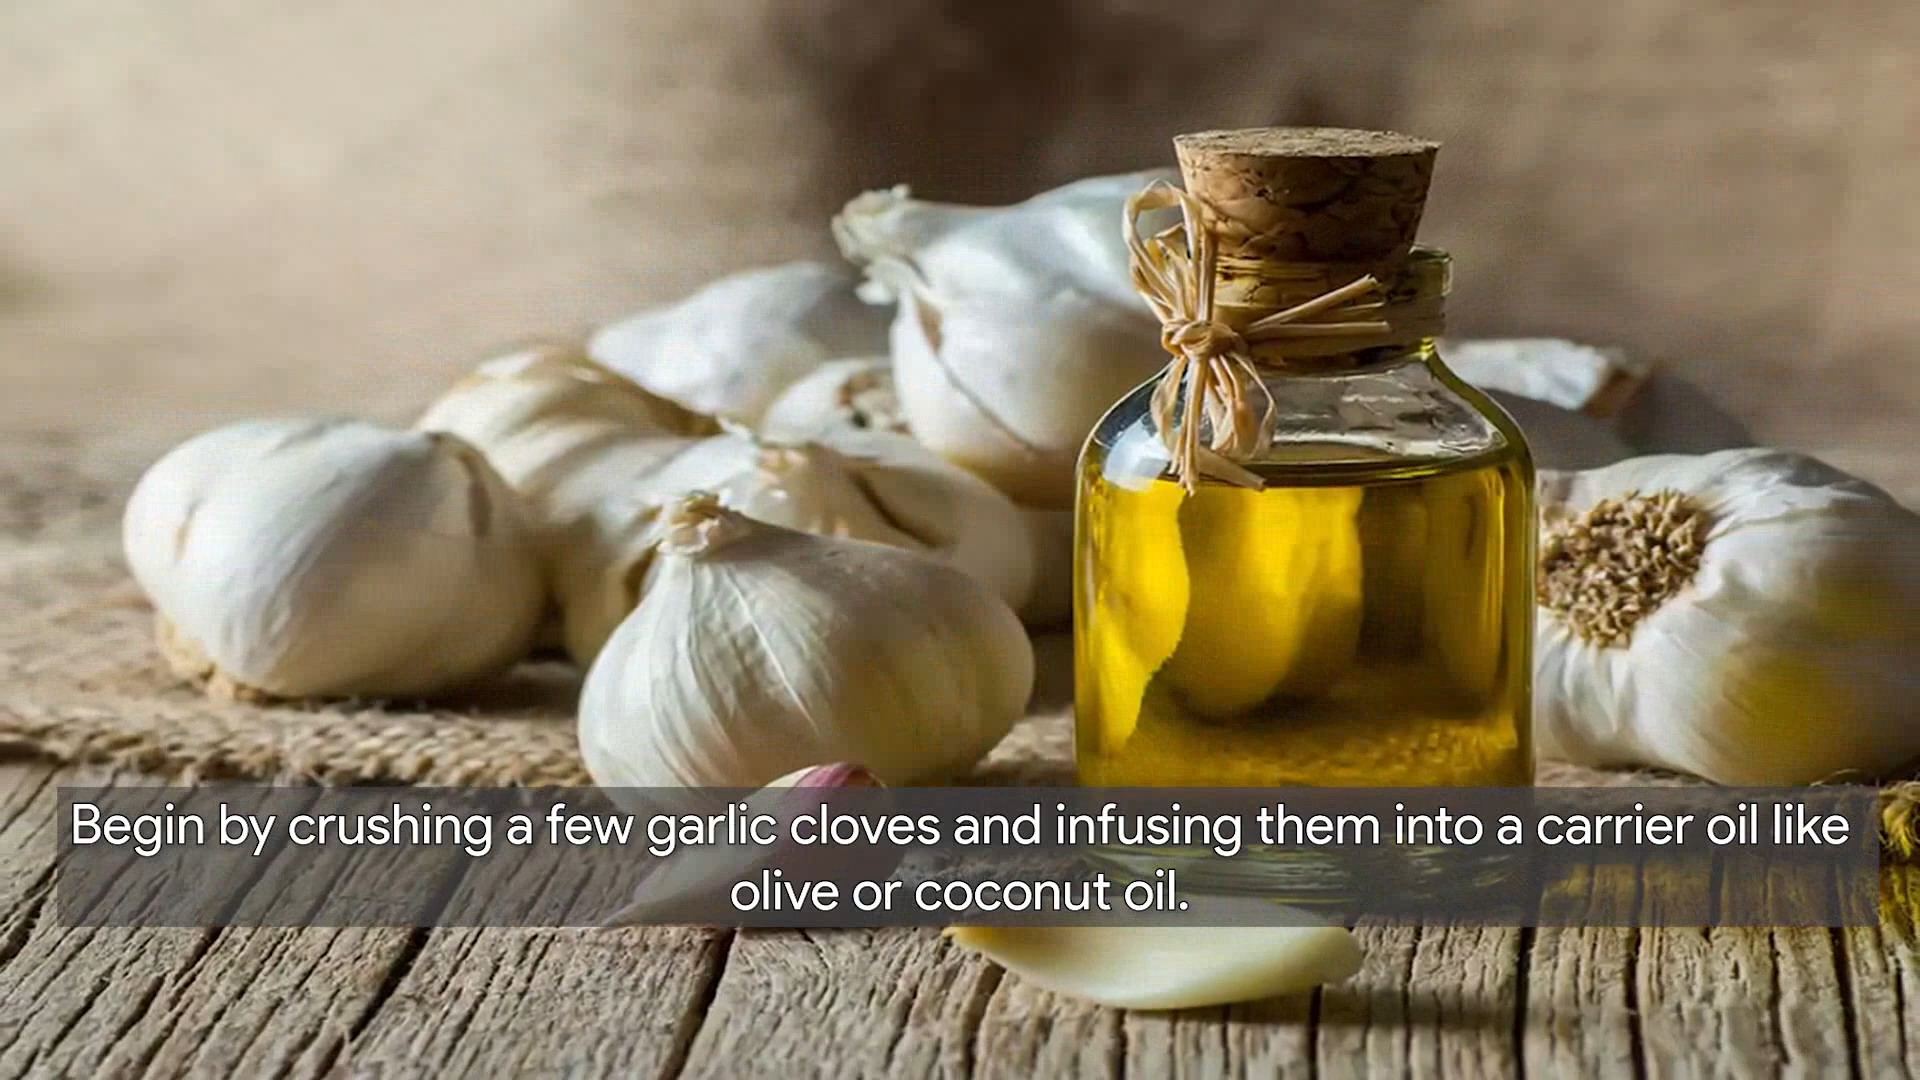 Begin by crushing a few garlic cloves and infusing them into a carrier oil like
olive or coconut oil.